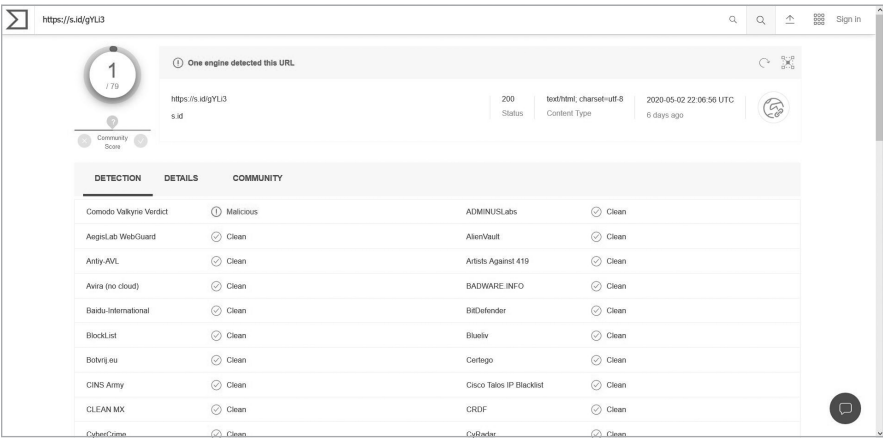 https://s.id/gYLi3
Sign in
1
/ 79
?
Community
Score
One engine detected this URL
https://s.id/gYLi3
s.id
200
Status
text/html; charset=utf-8
Content Type
2020-05-02 22:06:56 UTC
6 days ago
DETECTION DETAILS COMMUNITY
Comodo Valkyrie Verdict Malicious ADMINUSLabs Clean
AegisLab WebGuard Clean AlienVault Clean
Antiy-AVL Clean Artists Against 419 Clean
Avira (no cloud) Clean BADWARE.INFO Clean
Baidu-International Clean BitDefender Clean
BlockList Clean Blueliv Clean
Botvrij.eu Clean Certego Clean
CINS Army Clean Cisco Talos IP Blacklist Clean
CLEAN MX Clean CRDF Clean
CyberCrime Clean CyRadar Clean